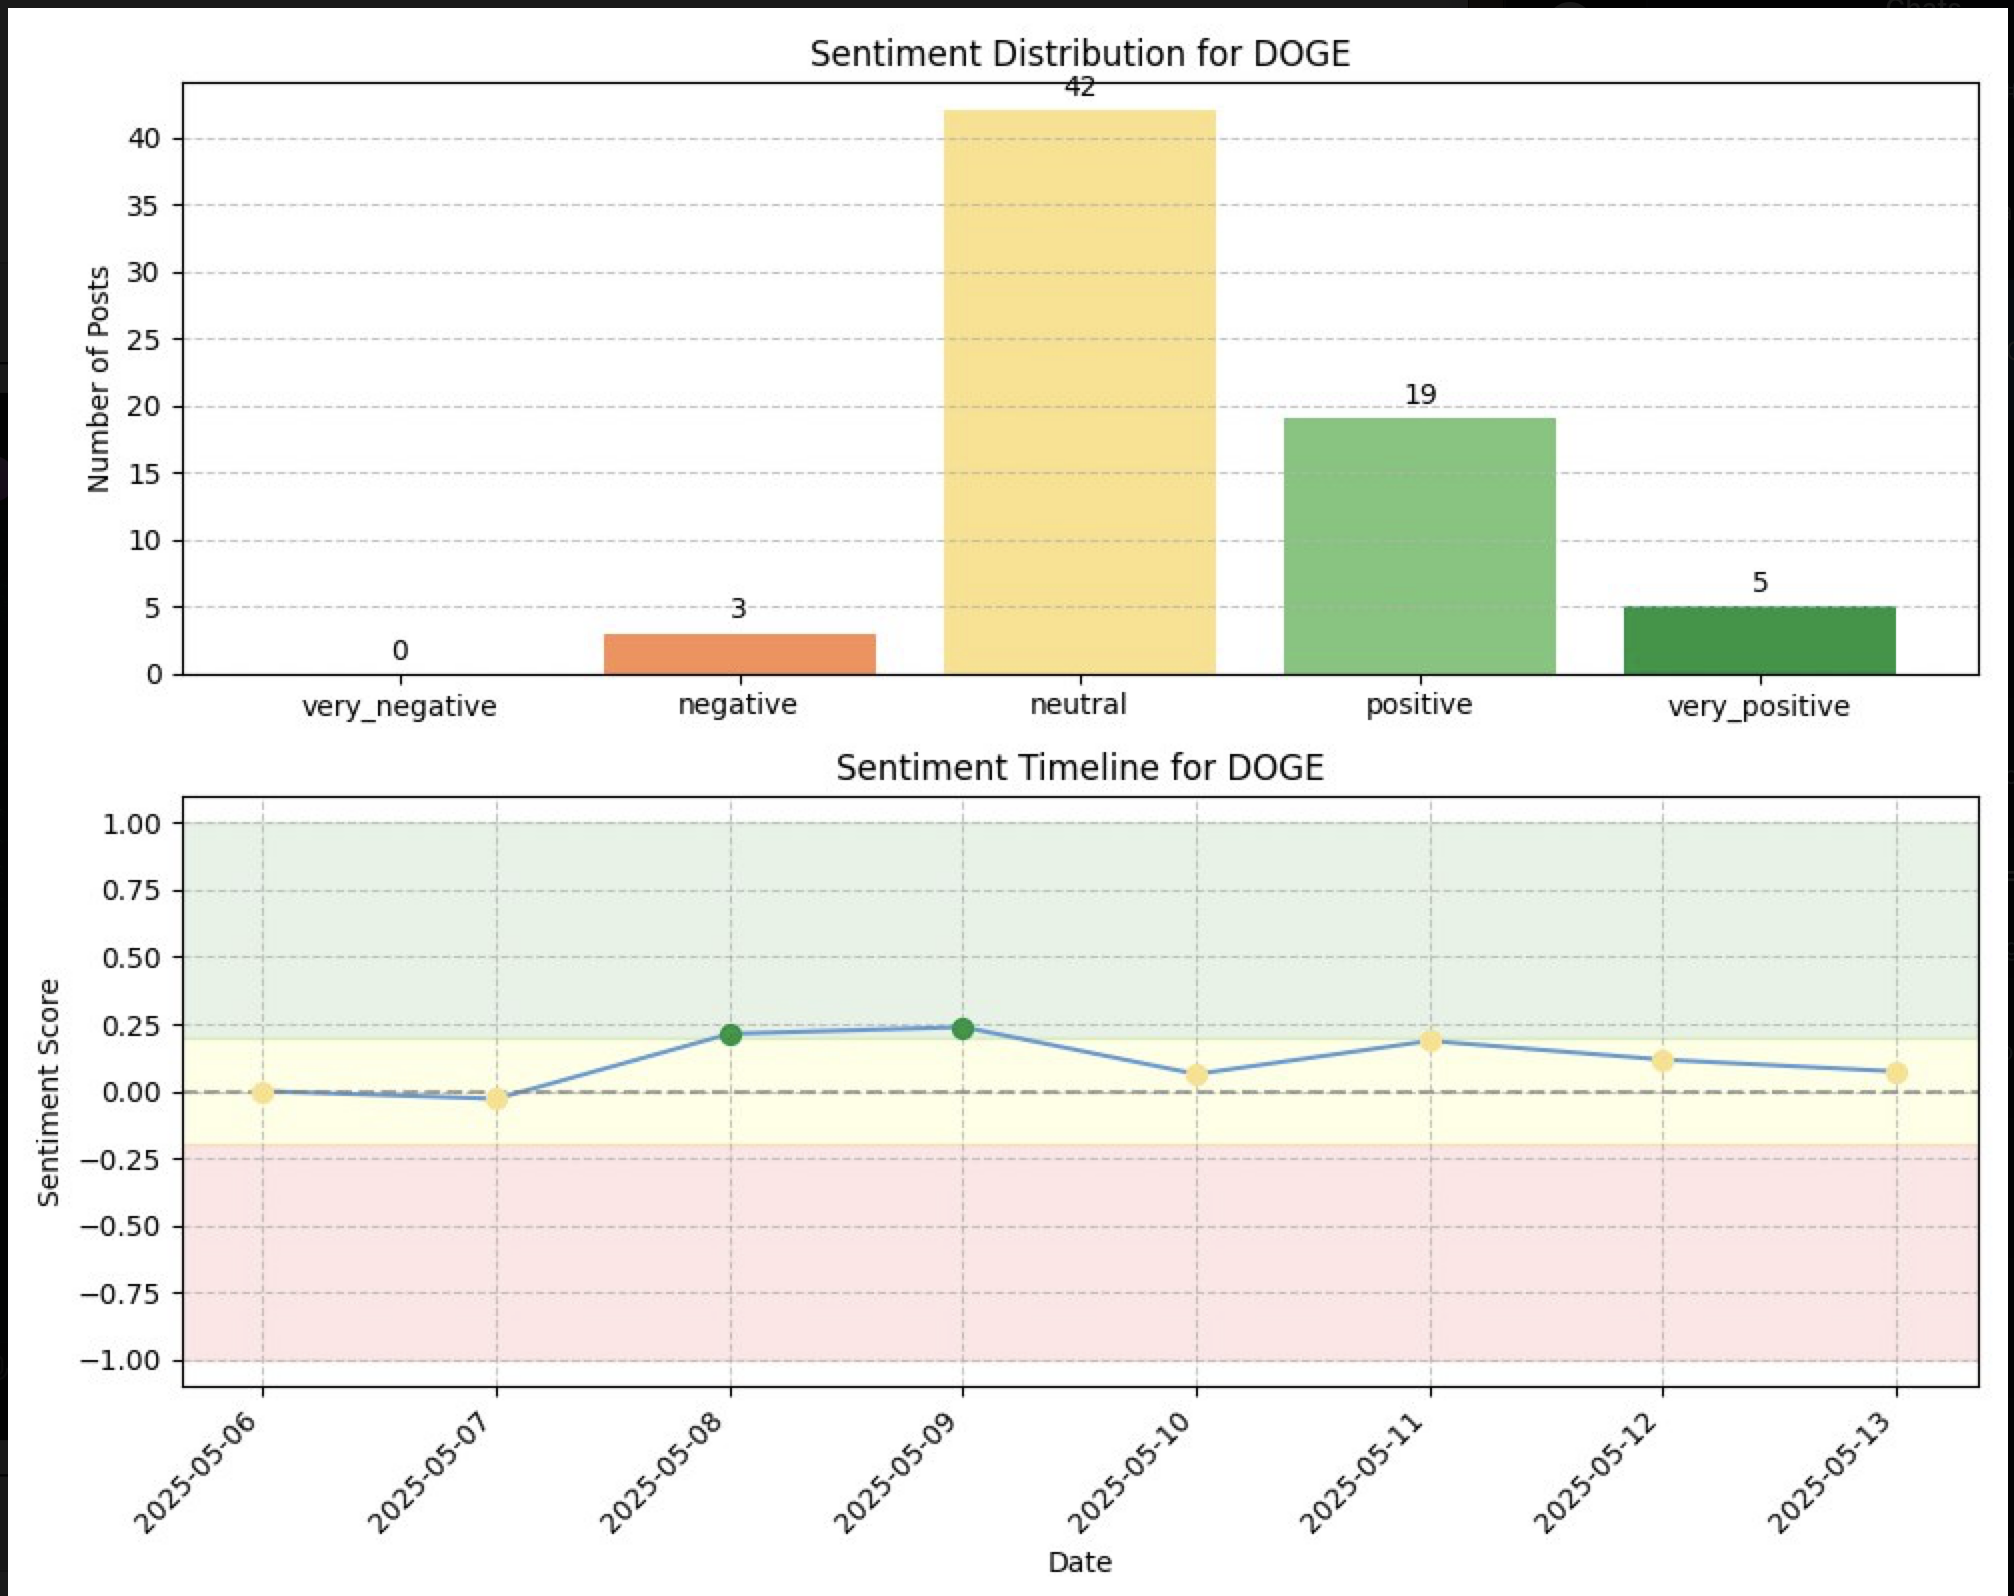 Chats
Sentiment Distribution for DOGE
42
40
35
30
25
20
15
10
5
0
Number of Posts
0
3
19
5
very_negative
negative
neutral
positive
very_positive
Sentiment Timeline for DOGE
1.00
0.75
0.50
0.25
0.00
−0.25
−0.50
−0.75
−1.00
Sentiment Score
2025-05-06
2025-05-07
2025-05-08
2025-05-09
2025-05-10
2025-05-11
2025-05-12
2025-05-13
Date